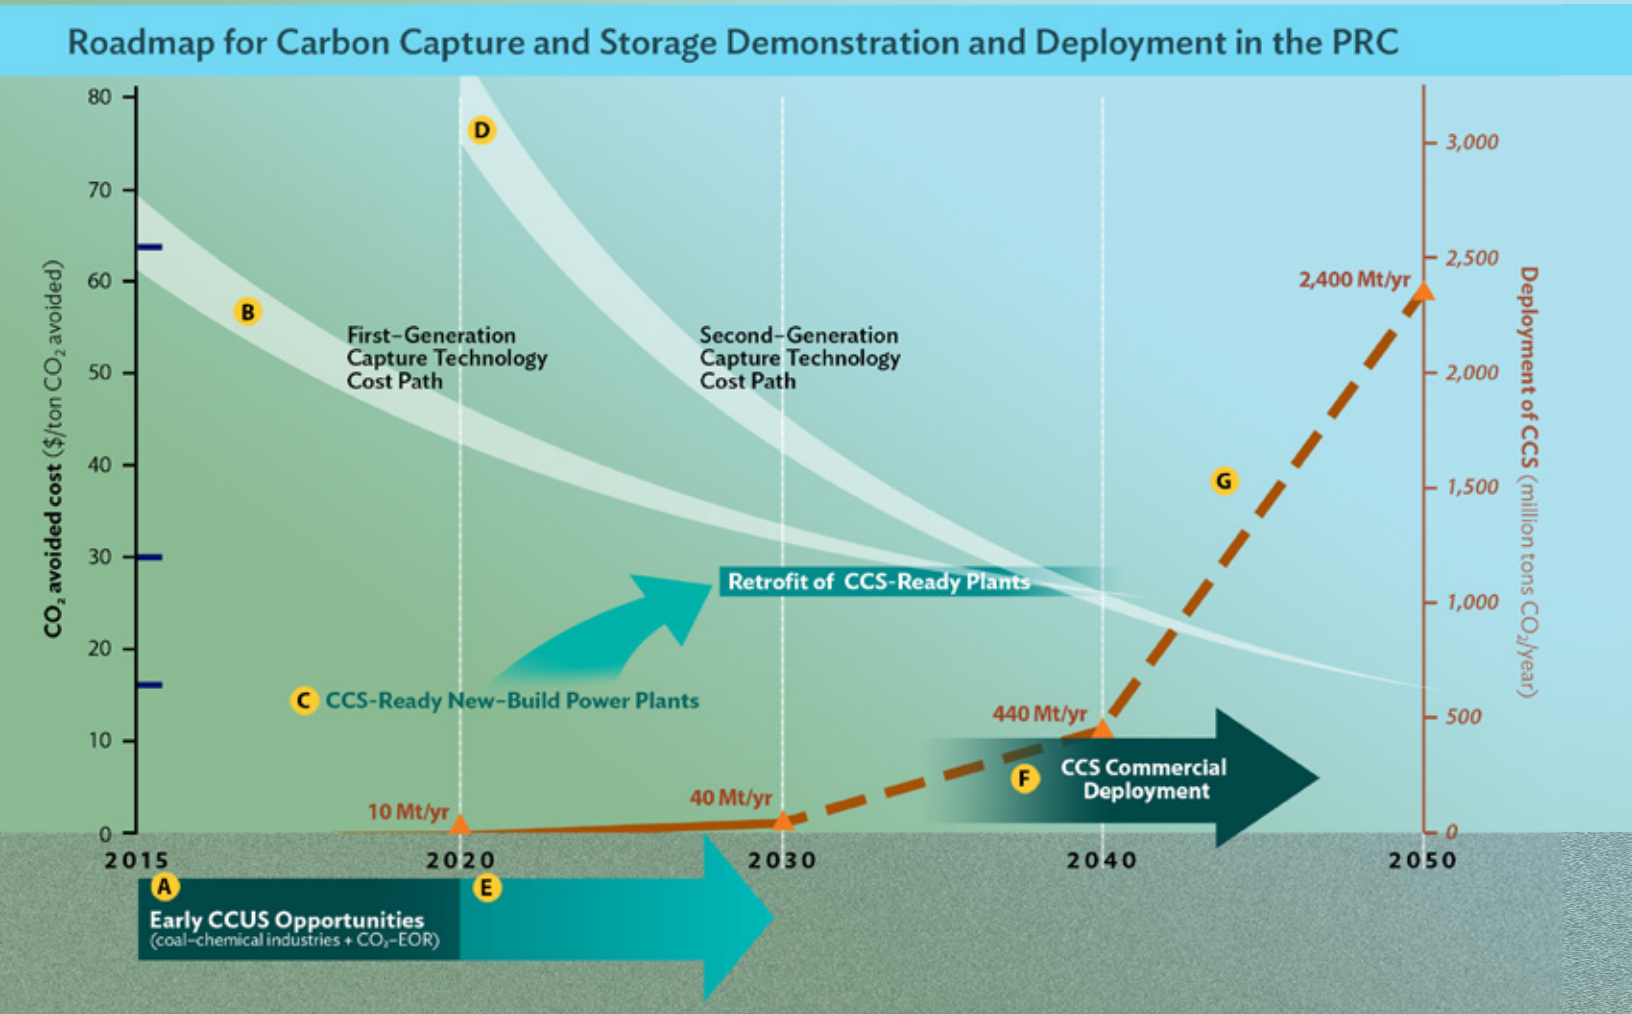 Roadmap for Carbon Capture and Storage Demonstration and Deployment in the PRC
CO₂ avoided cost ($/ton CO₂ avoided)
80
70
60
50
40
30
20
10
0
D
B
First–Generation
Capture Technology
Cost Path
Second–Generation
Capture Technology
Cost Path
Retrofit of CCS-Ready Plants
C CCS-Ready New–Build Power Plants
10 Mt/yr
40 Mt/yr
440 Mt/yr
2,400 Mt/yr
G
F
CCS Commercial
Deployment
3,000
2,500
2,000
1,500
1,000
500
0
Deployment of CCS (million tons CO₂/year)
2015 2020 2030 2040 2050
A
E
Early CCUS Opportunities
(coal–chemical industries + CO₂–EOR)